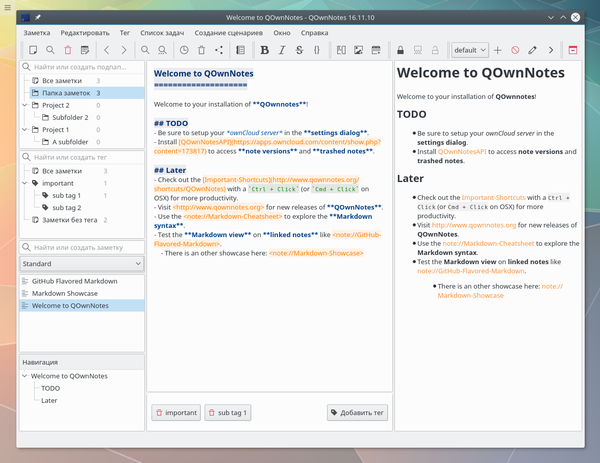 Welcome to QOwnNotes - QOwnNotes 16.11.10
Заметка Редактировать Тег Список задач Создание сценариев Окно Справка
B I S
default
Найти или создать подпап...
Все заметки 3
Папка заметок 3
Project 2
Subfolder 2
Project 1
A subfolder
Найти или создать тег
Все заметки 3
important 1
sub tag 1 1
sub tag 2
Заметки без тега 2
Найти или создать заметку
Standard
GitHub Flavored Markdown
Markdown Showcase
Welcome to QOwnNotes
Навигация
Welcome to QOwnNotes
TODO
Later
Welcome to QOwnNotes
====================
Welcome to your installation of **QOwnnotes**!
## TODO
- Be sure to setup your *ownCloud server* in the **settings dialog**.
- Install [QOwnNotesAPI](https://apps.owncloud.com/content/show.php?
content=173817) to access **note versions** and **trashed notes**.
## Later
- Check out the [Important-Shortcuts](http://www.qownnotes.org/
shortcuts/QOwnNotes) with a `Ctrl + Click` (or `Cmd + Click` on
OSX) for more productivity.
- Visit <http://www.qownnotes.org> for new releases of **QOwnNotes**.
- Use the <note://Markdown-Cheatsheet> to explore the **Markdown
syntax**.
- Test the **Markdown view** on **linked notes** like <note://GitHub-
Flavored-Markdown>.
- There is an other showcase here: <note://Markdown-Showcase>
important
sub tag 1
Добавить тег
Welcome to QOwnNotes
Welcome to your installation of QOwnnotes!
TODO
Be sure to setup your ownCloud server in the
settings dialog.
Install QOwnNotesAPI to access note versions and
trashed notes.
Later
Check out the Important-Shortcuts with a Ctrl +
Click (or Cmd + Click on OSX) for more
productivity.
Visit http://www.qownnotes.org for new releases of
QOwnNotes.
Use the note://Markdown-Cheatsheet to explore the
Markdown syntax.
Test the Markdown view on linked notes like
note://GitHub-Flavored-Markdown.
There is an other showcase here: note://
Markdown-Showcase